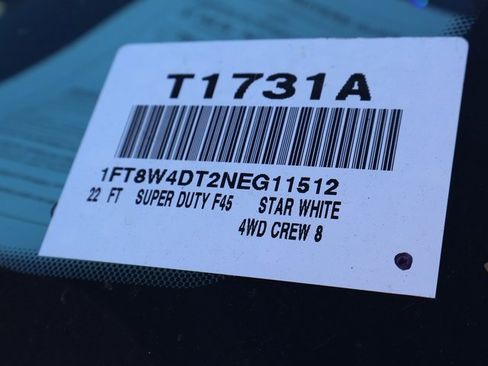 T1731A
1FT8W4DT2NEG11512
22 FT SUPER DUTY F45 STAR WHITE
4WD CREW 8